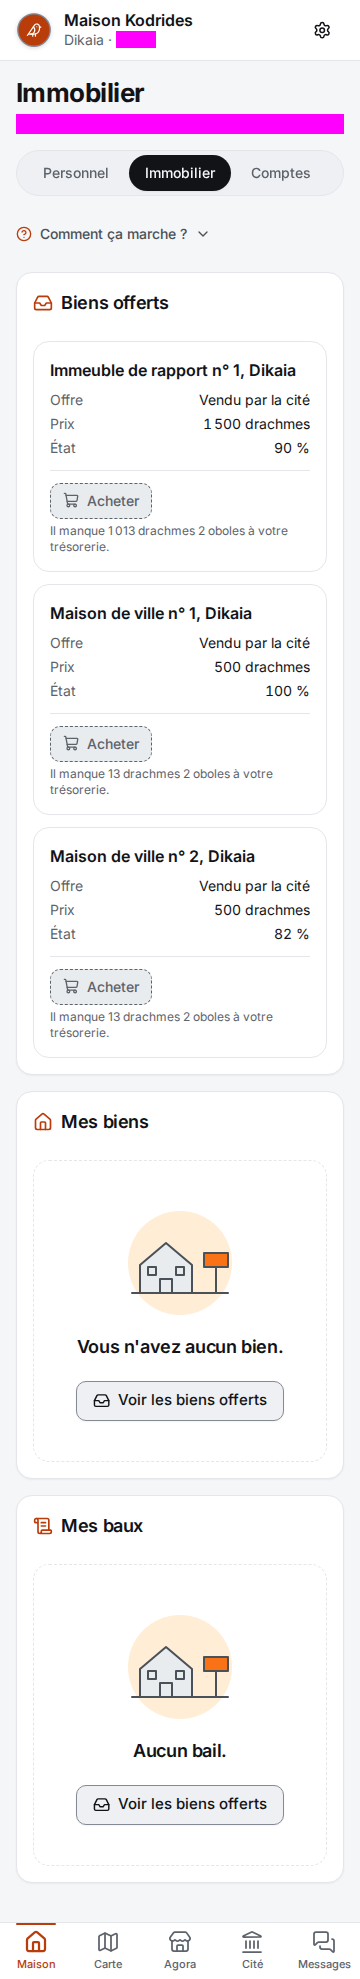 Maison Kodrides
Dikaia ·
Immobilier
Personnel
Immobilier
Comptes
Comment ça marche ?
Biens offerts
Immeuble de rapport n° 1, Dikaia
Offre
Vendu par la cité
Prix
1 500 drachmes
État
90 %
Acheter
Il manque 1 013 drachmes 2 oboles à votre
trésorerie.
Maison de ville n° 1, Dikaia
Offre
Vendu par la cité
Prix
500 drachmes
État
100 %
Acheter
Il manque 13 drachmes 2 oboles à votre
trésorerie.
Maison de ville n° 2, Dikaia
Offre
Vendu par la cité
Prix
500 drachmes
État
82 %
Acheter
Il manque 13 drachmes 2 oboles à votre
trésorerie.
Mes biens
Vous n'avez aucun bien.
Voir les biens offerts
Mes baux
Aucun bail.
Voir les biens offerts
Maison
Carte
Agora
Cité
Messages